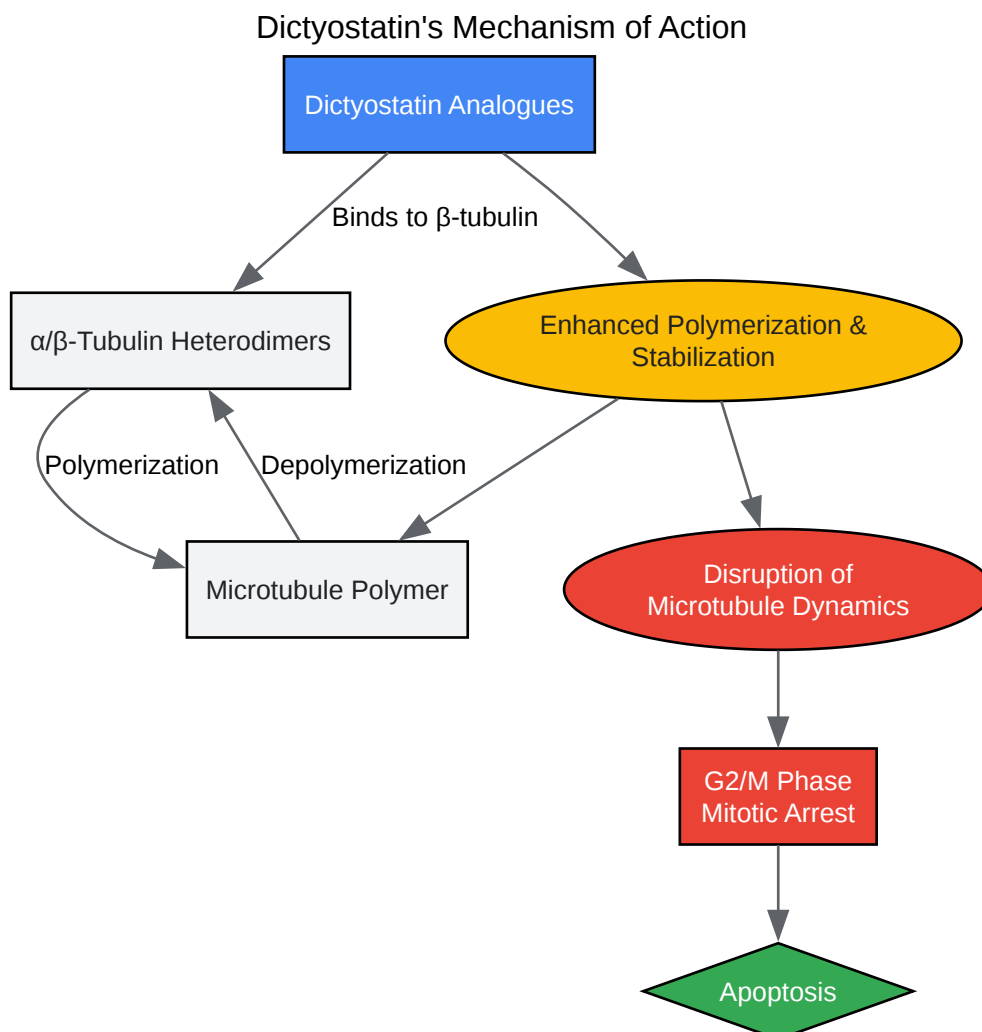 Dictyostatin's Mechanism of Action
Dictyostatin Analogues
Binds to β-tubulin
α/β-Tubulin Heterodimers
Enhanced Polymerization &
Stabilization
Polymerization
Depolymerization
Microtubule Polymer
Disruption of
Microtubule Dynamics
G2/M Phase
Mitotic Arrest
Apoptosis